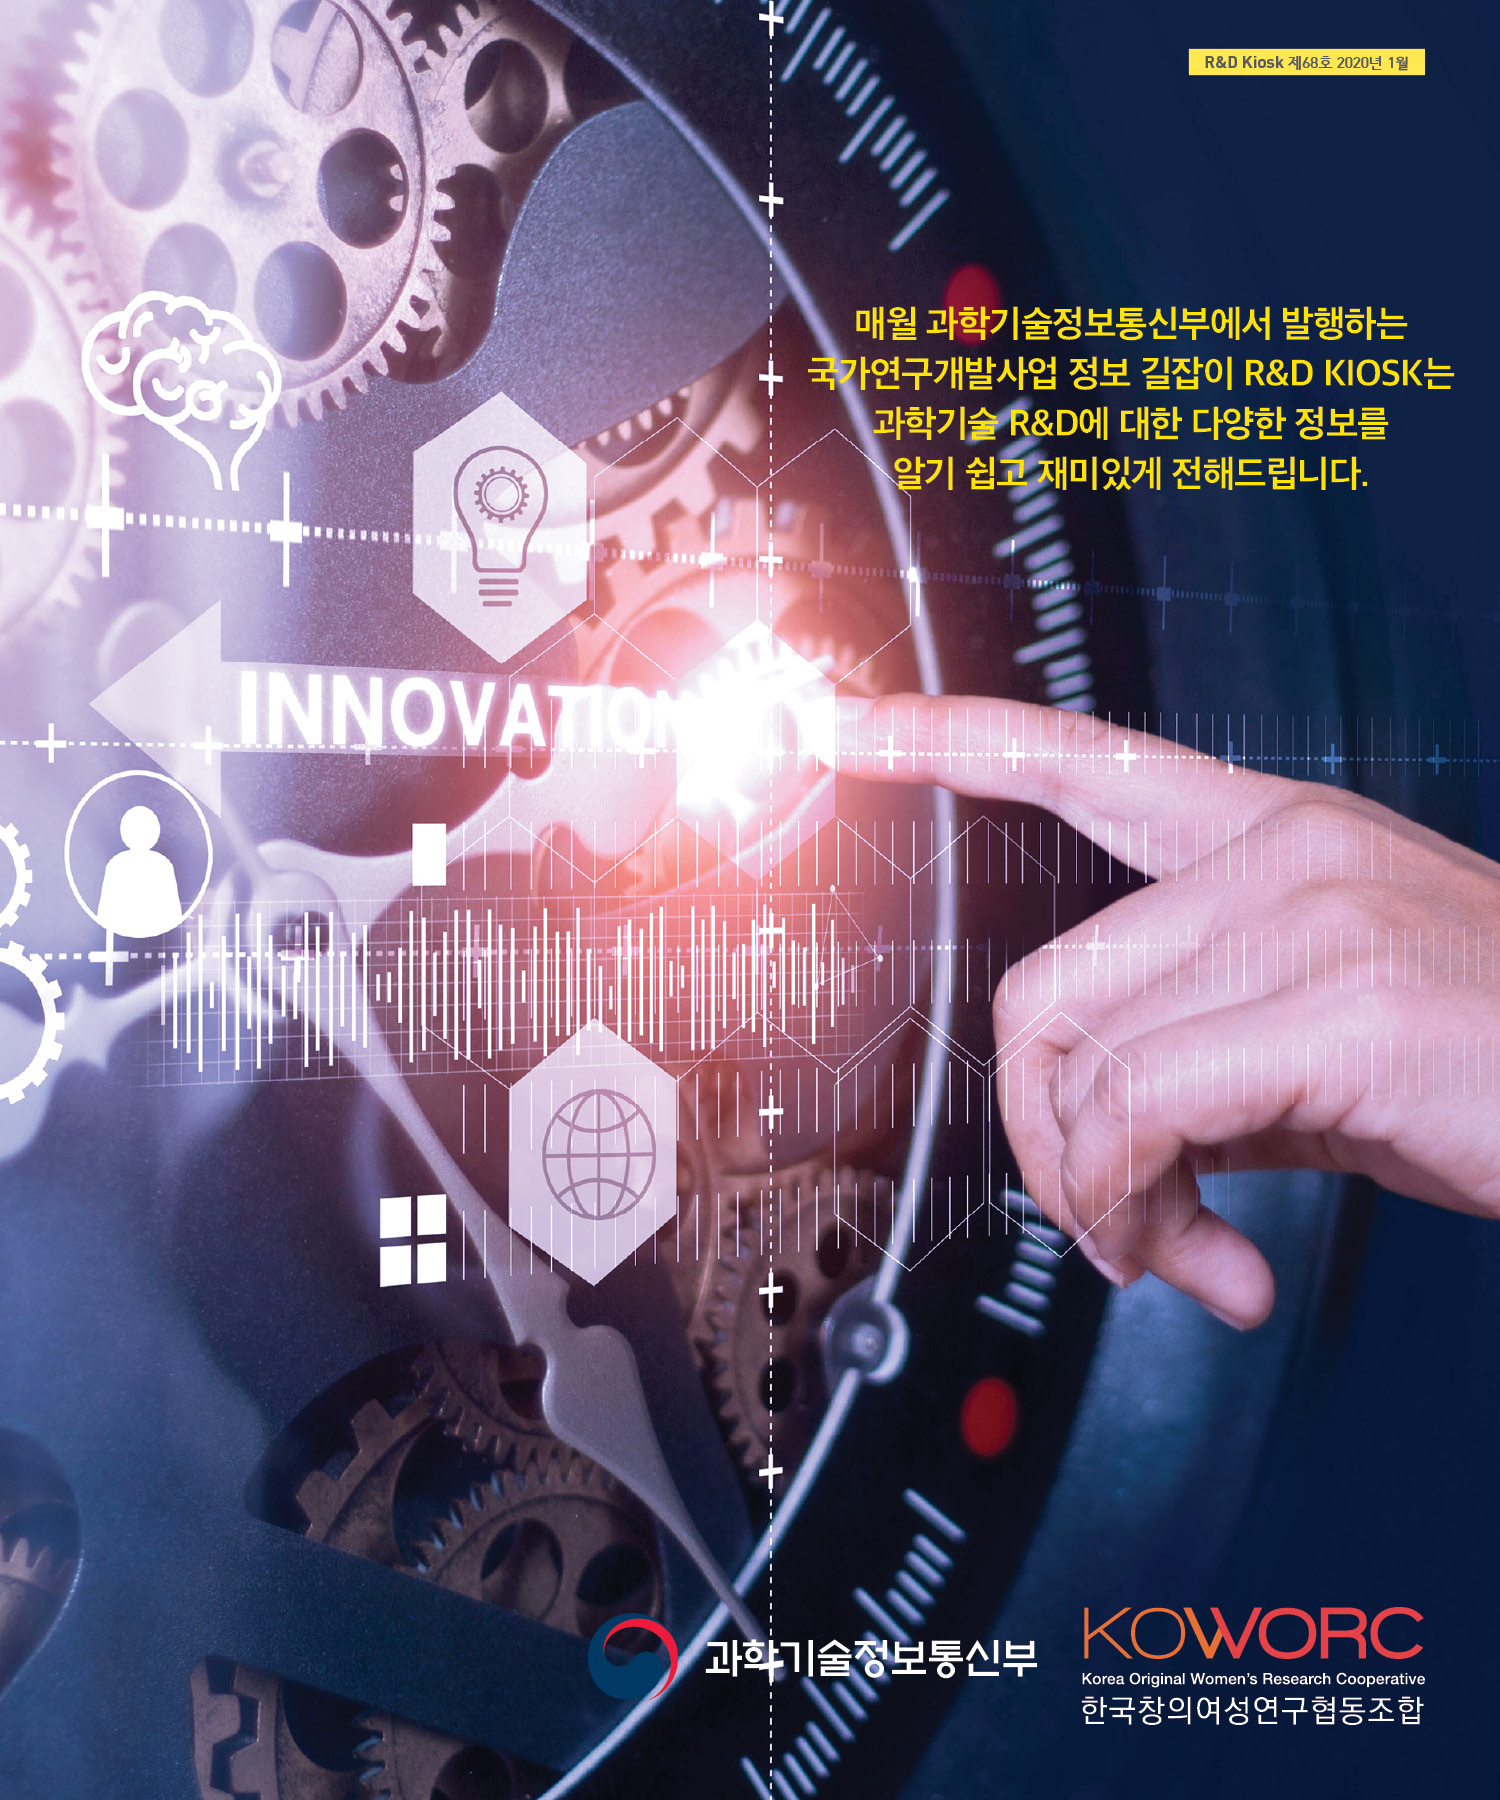 R&D Kiosk 제68호 2020년 1월
매월 과학기술정보통신부에서 발행하는
국가연구개발사업 정보 길잡이 R&D KIOSK는
과학기술 R&D에 대한 다양한 정보를
알기 쉽고 재미있게 전해드립니다.
INNOVATION
과학기술정보통신부
KOWORC
Korea Original Women's Research Cooperative
한국창의여성연구협동조합